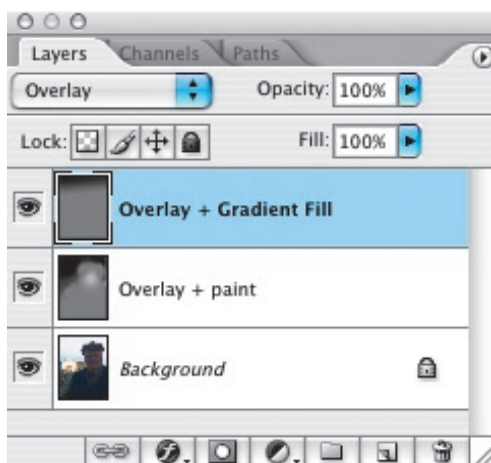 Layers Channels Paths
Overlay Opacity: 100%
Lock: Fill: 100%
Overlay + Gradient Fill
Overlay + paint
Background